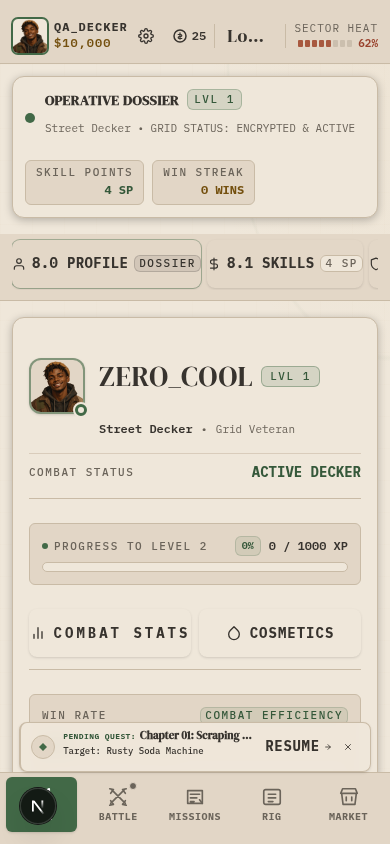 QA_DECKER
$10,000
25
Lo...
SECTOR HEAT
62%
OPERATIVE DOSSIER LVL 1
Street Decker • GRID STATUS: ENCRYPTED & ACTIVE
SKILL POINTS
4 SP
WIN STREAK
0 WINS
8.0 PROFILE DOSSIER
8.1 SKILLS 4 SP
ZERO_COOL LVL 1
Street Decker • Grid Veteran
COMBAT STATUS ACTIVE DECKER
PROGRESS TO LEVEL 2 0% 0 / 1000 XP
COMBAT STATS
COSMETICS
WIN RATE COMBAT EFFICIENCY
PENDING QUEST: Chapter 01: Scraping ...
Target: Rusty Soda Machine
RESUME → ×
N
BATTLE
MISSIONS
RIG
MARKET